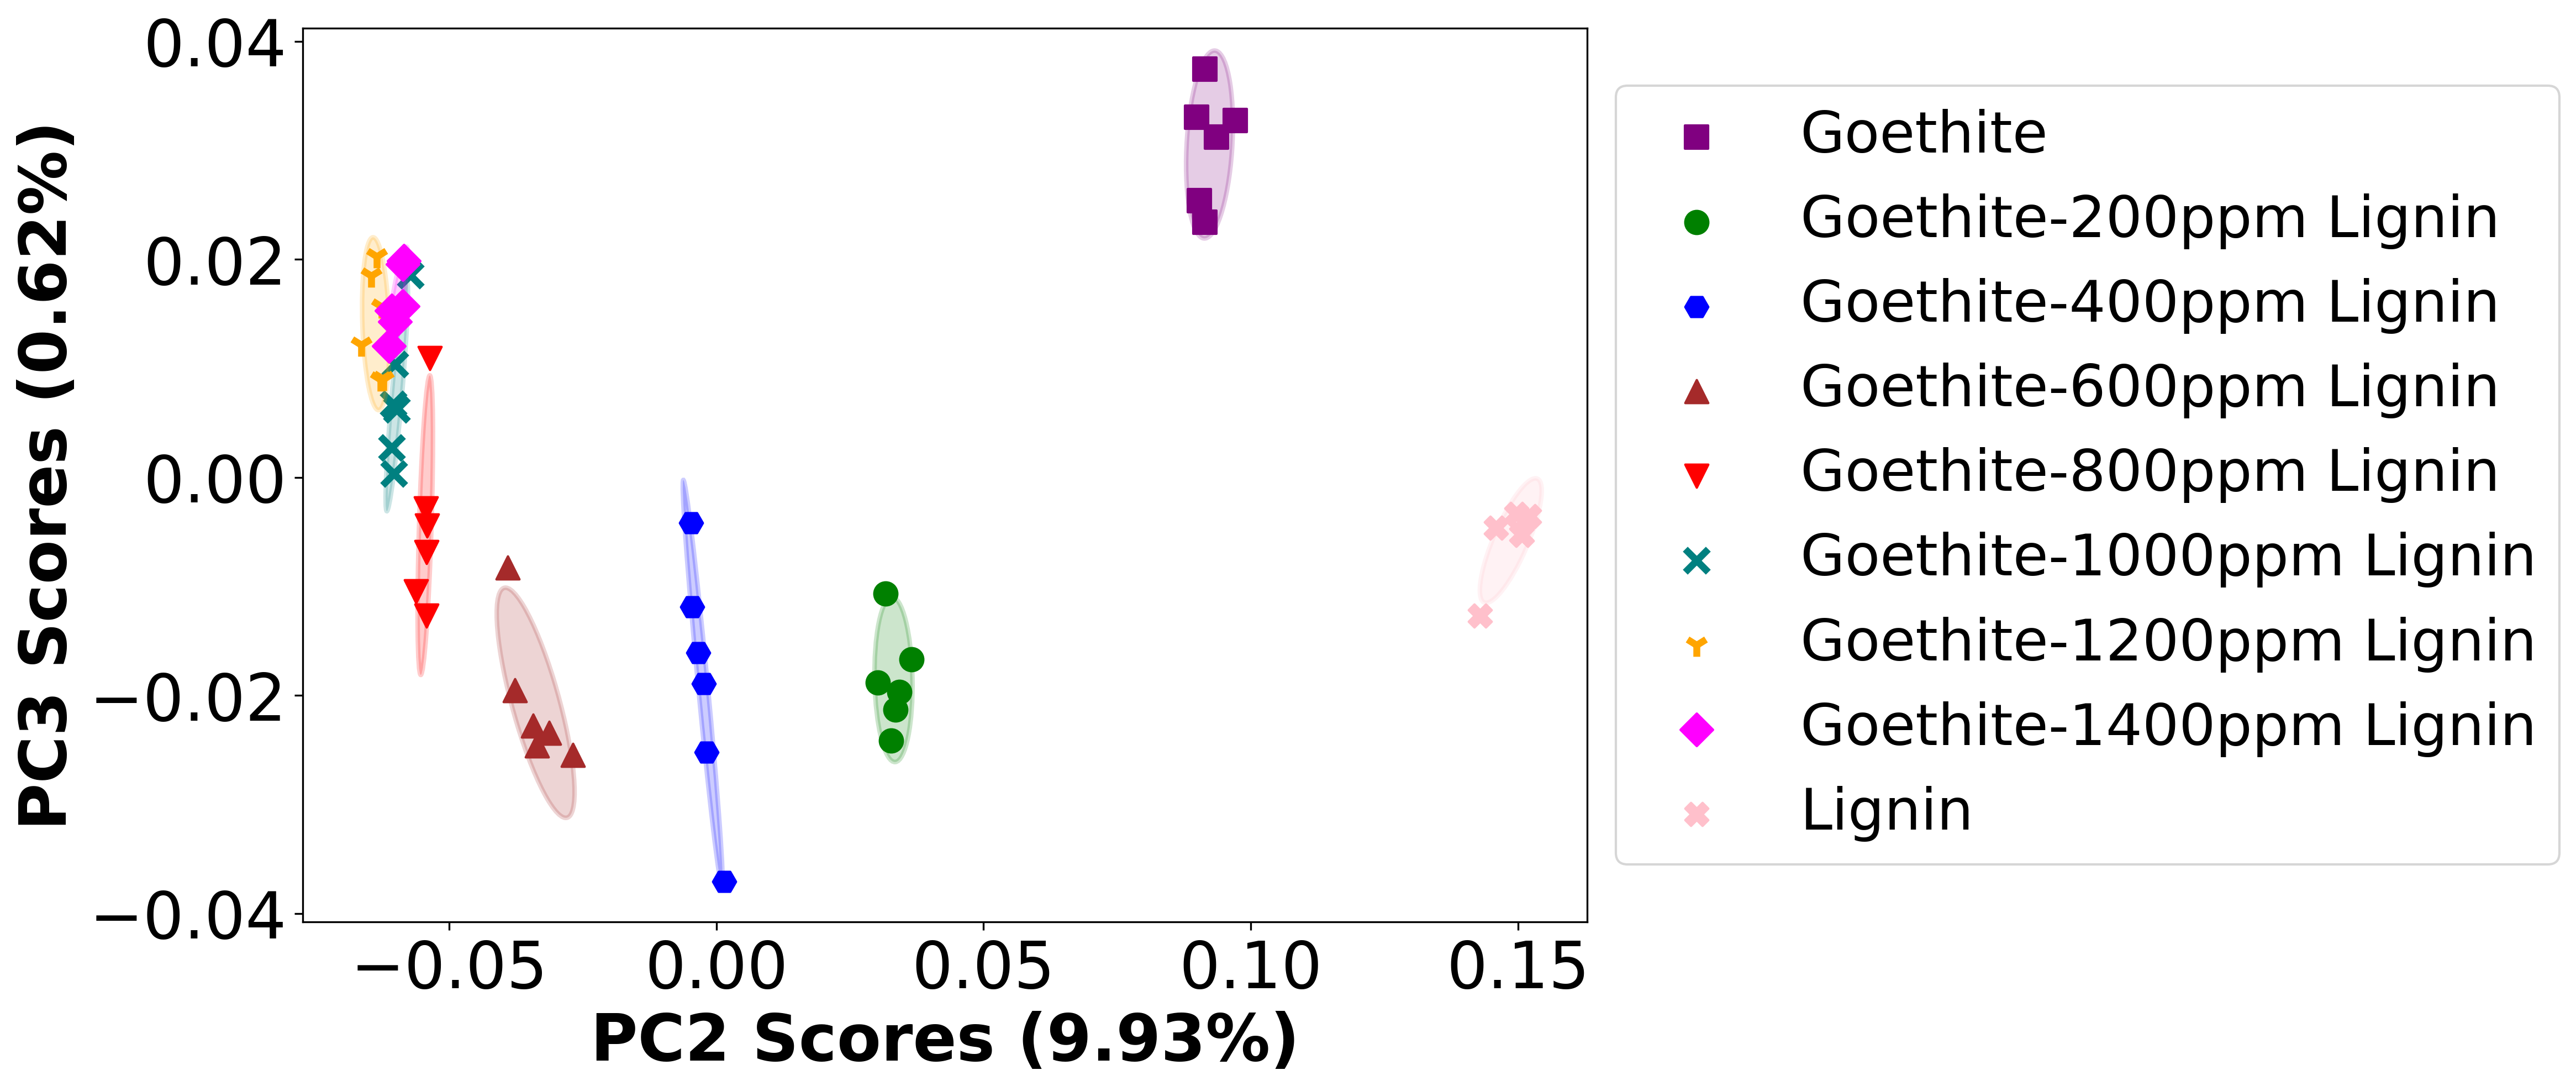 0.04
0.02
0.00
−0.02
−0.04
PC3 Scores (0.62%)
−0.05
0.00
0.05
0.10
0.15
PC2 Scores (9.93%)
Goethite
Goethite-200ppm Lignin
Goethite-400ppm Lignin
Goethite-600ppm Lignin
Goethite-800ppm Lignin
Goethite-1000ppm Lignin
Goethite-1200ppm Lignin
Goethite-1400ppm Lignin
Lignin